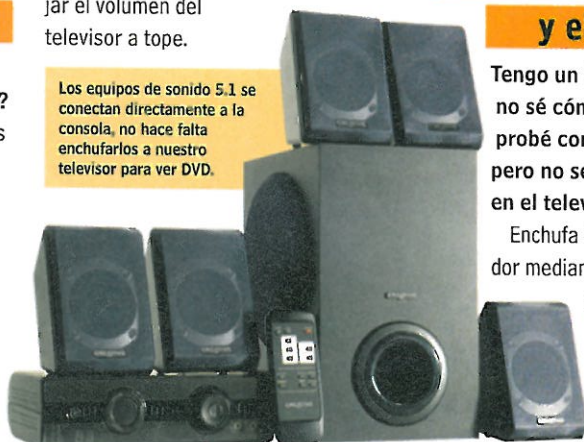 jar el volumen del
televisor a tope.
?
s
Los equipos de sonido 5.1 se
conectan directamente a la
consola, no hace falta
enchufarlos a nuestro
televisor para ver DVD.
y e
Tengo un
no sé cón
probé con
pero no se
en el telev
Enchufa
dor mediar